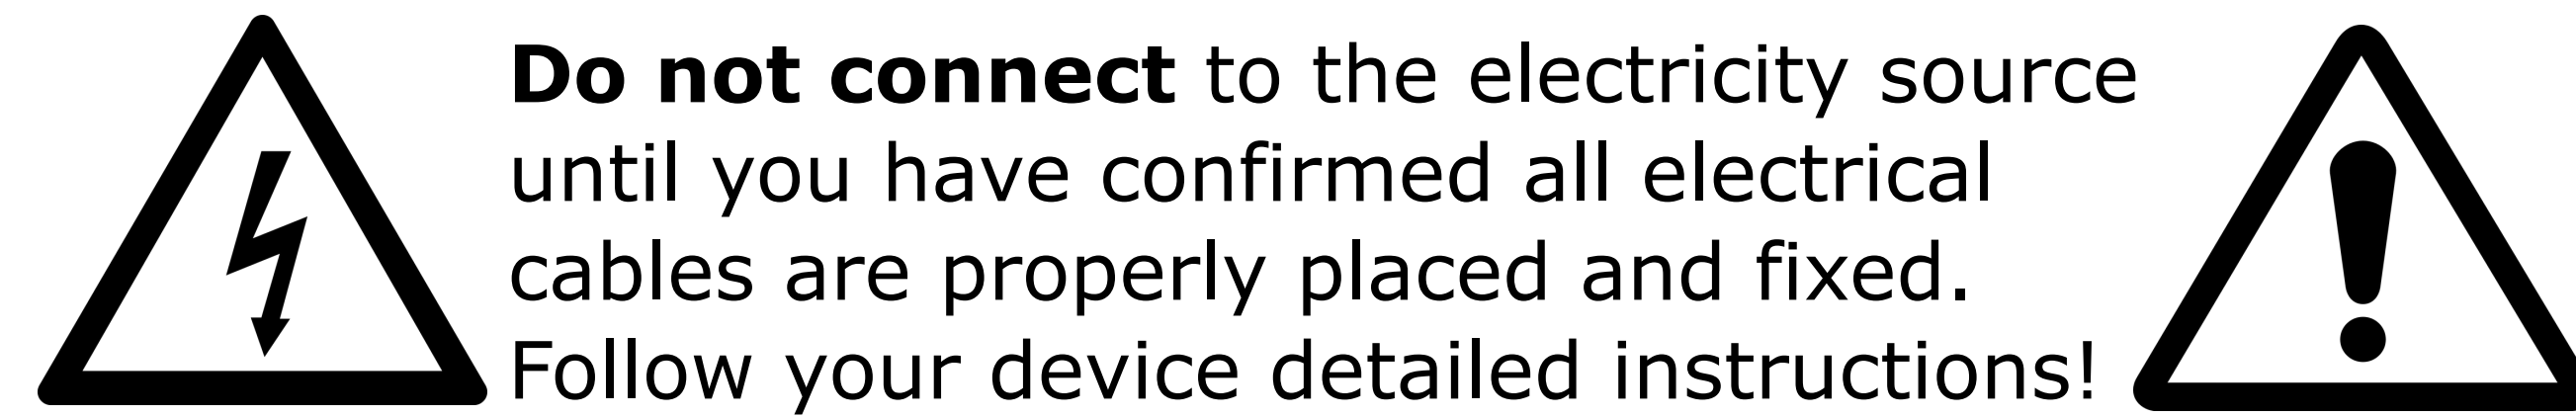 Do not connect to the electricity source
until you have confirmed all electrical
cables are properly placed and fixed.
Follow your device detailed instructions!